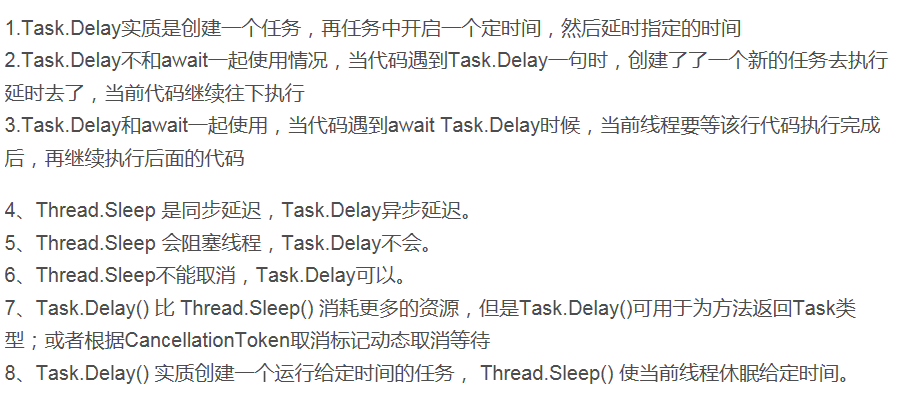 1.Task.Delay实质是创建一个任务，再任务中开启一个定时间，然后延时指定的时间
2.Task.Delay不和await一起使用情况，当代码遇到Task.Delay一句时，创建了了一个新的任务去执行
延时去了，当前代码继续往下执行
3.Task.Delay和await一起使用，当代码遇到await Task.Delay时候，当前线程要等该行代码执行完成
后，再继续执行后面的代码
4、Thread.Sleep 是同步延迟，Task.Delay异步延迟。
5、Thread.Sleep 会阻塞线程，Task.Delay不会。
6、Thread.Sleep不能取消，Task.Delay可以。
7、Task.Delay() 比 Thread.Sleep() 消耗更多的资源，但是Task.Delay()可用于为方法返回Task类
型；或者根据CancellationToken取消标记动态取消等待
8、Task.Delay() 实质创建一个运行给定时间的任务， Thread.Sleep() 使当前线程休眠给定时间。